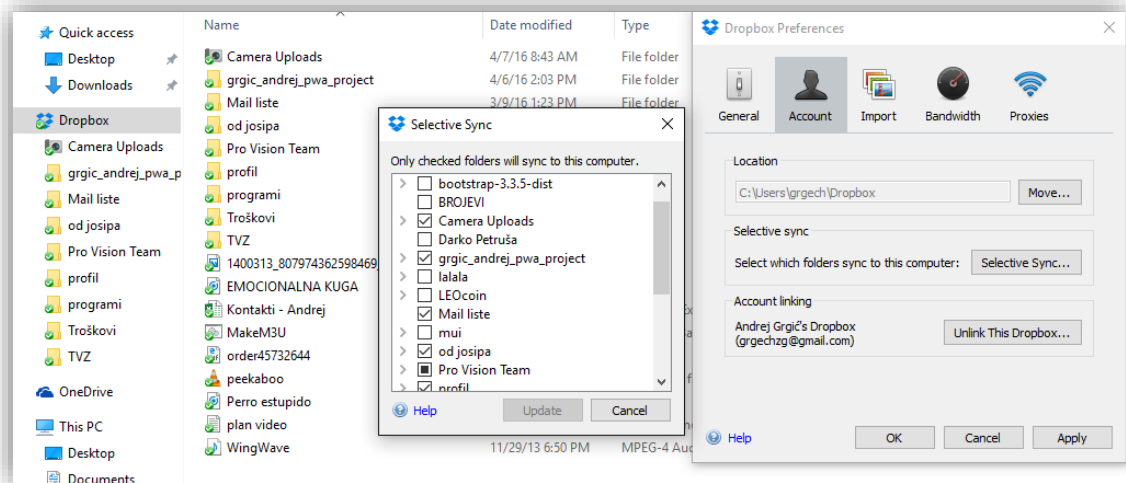 Quick access
Desktop
Downloads
Dropbox
Camera Uploads
grgic_andrej_pwa_p
Mail liste
od josipa
Pro Vision Team
profil
programi
Troškovi
TVZ
OneDrive
This PC
Desktop
Documents
Name Date modified Type
Camera Uploads 4/7/16 8:43 AM File folder
grgic_andrej_pwa_project 4/6/16 2:03 PM File folder
Mail liste 3/9/16 1:23 PM File folder
od josipa
Pro Vision Team
profil
programi
Troškovi
TVZ
1400313_807974362598469_
EMOCIONALNA KUGA
Kontakti - Andrej
MakeM3U
order45732644
peekaboo
Perro estupido
plan video
WingWave 11/29/13 6:50 PM MPEG-4 Aud
Selective Sync
Only checked folders will sync to this computer.
bootstrap-3.3.5-dist
BROJEVI
Camera Uploads
Darko Petruša
grgic_andrej_pwa_project
lalala
LEOcoin
Mail liste
mui
od josipa
Pro Vision Team
profil
Help Update Cancel
Dropbox Preferences
General Account Import Bandwidth Proxies
Location
C:\Users\grgech\Dropbox Move...
Selective sync
Select which folders sync to this computer: Selective Sync...
Account linking
Andrej Grgič's Dropbox
(grgechzg@gmail.com) Unlink This Dropbox...
Help OK Cancel Apply